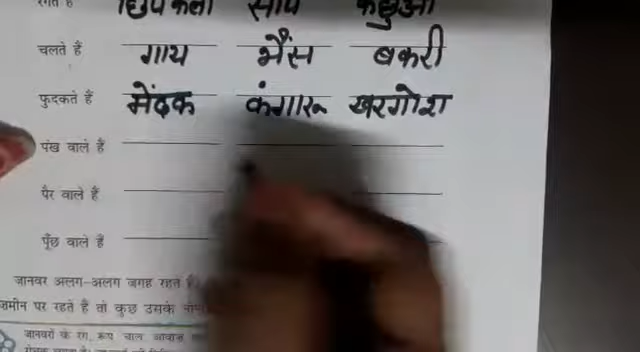 रेंगते हैं छिपकली साँप कछुआ
चलते हैं गाय भैंस बकरी
फुदकते हैं मेंढक कंगारू खरगोश
पंख वाले हैं
पैर वाले हैं
पूँछ वाले हैं
जानवर अलग-अलग जगह रहते हैं।
ज़मीन पर रहते हैं तो कुछ उसके नीचे
जानवरों के रंग, रूप, चाल, आवाज़